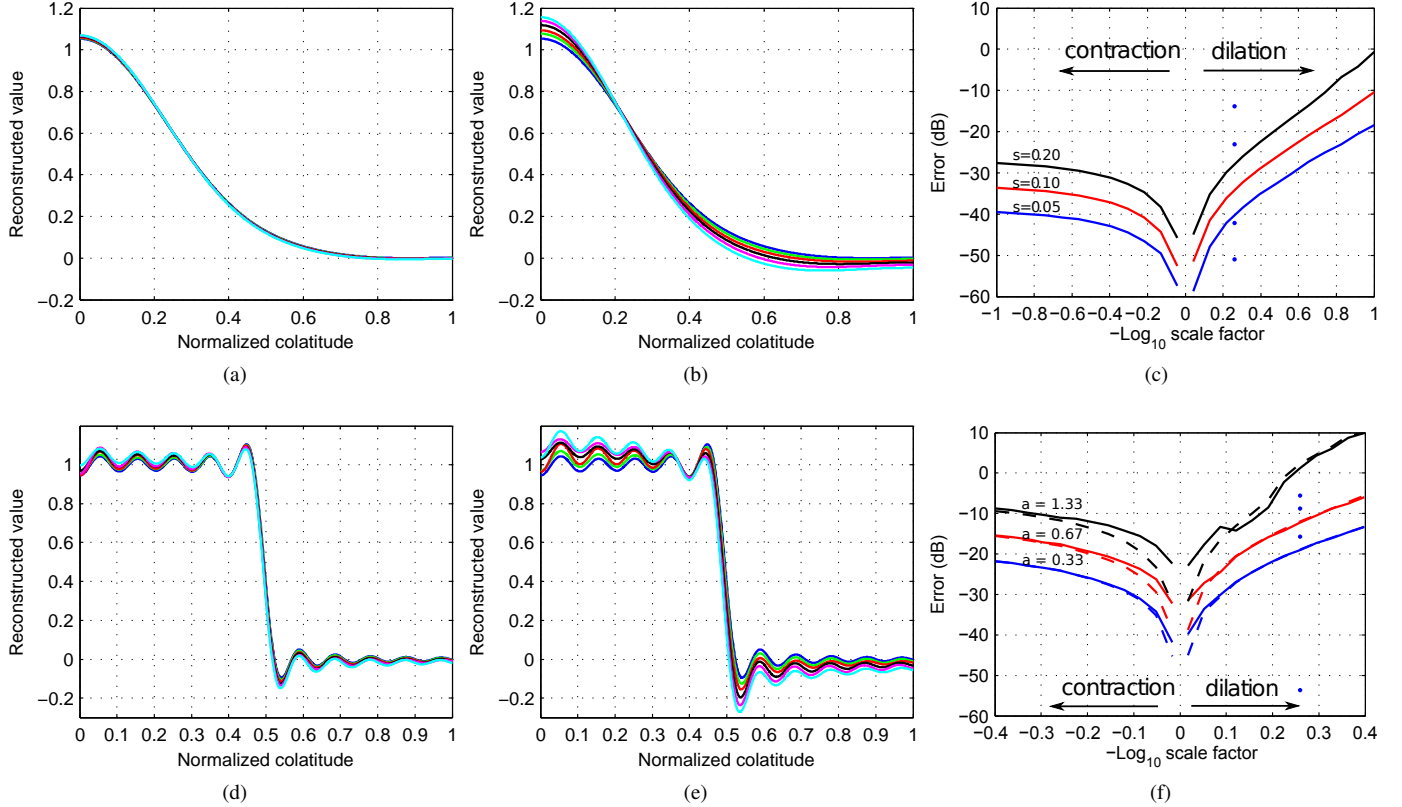 1.2
1
0.8
0.6
0.4
0.2
0
−0.2
0 0.2 0.4 0.6 0.8 1
Reconstructed value
Normalized colatitude
(a)
1.2
1
0.8
0.6
0.4
0.2
0
−0.2
0 0.2 0.4 0.6 0.8 1
Reconstructed value
Normalized colatitude
(b)
10
0
−10
−20
−30
−40
−50
−60
contraction dilation
s=0.20
s=0.10
s=0.05
−1 −0.8 −0.6 −0.4 −0.2 0 0.2 0.4 0.6 0.8 1
Error (dB)
−Log10 scale factor
(c)
1
0.8
0.6
0.4
0.2
0
−0.2
0 0.1 0.2 0.3 0.4 0.5 0.6 0.7 0.8 0.9 1
Reconstructed value
Normalized colatitude
(d)
1
0.8
0.6
0.4
0.2
0
−0.2
0 0.1 0.2 0.3 0.4 0.5 0.6 0.7 0.8 0.9 1
Reconstructed value
Normalized colatitude
(e)
10
0
−10
−20
−30
−40
−50
−60
a = 1.33
a = 0.67
a = 0.33
contraction dilation
−0.4 −0.3 −0.2 −0.1 0 0.1 0.2 0.3 0.4
Error (dB)
−Log10 scale factor
(f)